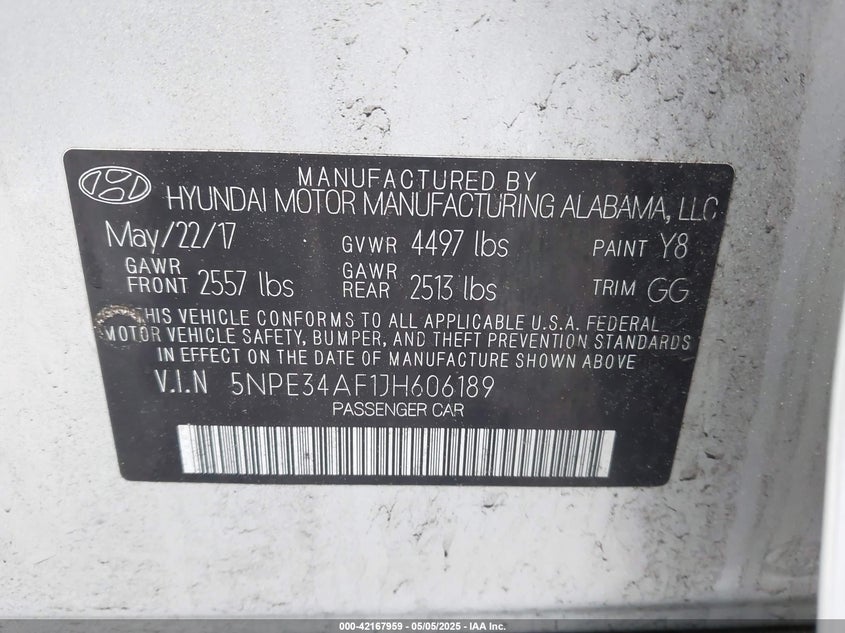 MANUFACTURED BY
HYUNDAI MOTOR MANUFACTURING ALABAMA, LLC
May/22/17 GVWR 4497 lbs PAINT Y8
GAWR FRONT 2557 lbs GAWR REAR 2513 lbs TRIM GG
THIS VEHICLE CONFORMS TO ALL APPLICABLE U.S.A. FEDERAL
MOTOR VEHICLE SAFETY, BUMPER, AND THEFT PREVENTION STANDARDS
IN EFFECT ON THE DATE OF MANUFACTURE SHOWN ABOVE
V.I.N 5NPE34AF1JH606189
PASSENGER CAR
000-42167959 - 05/05/2025 - IAA Inc.